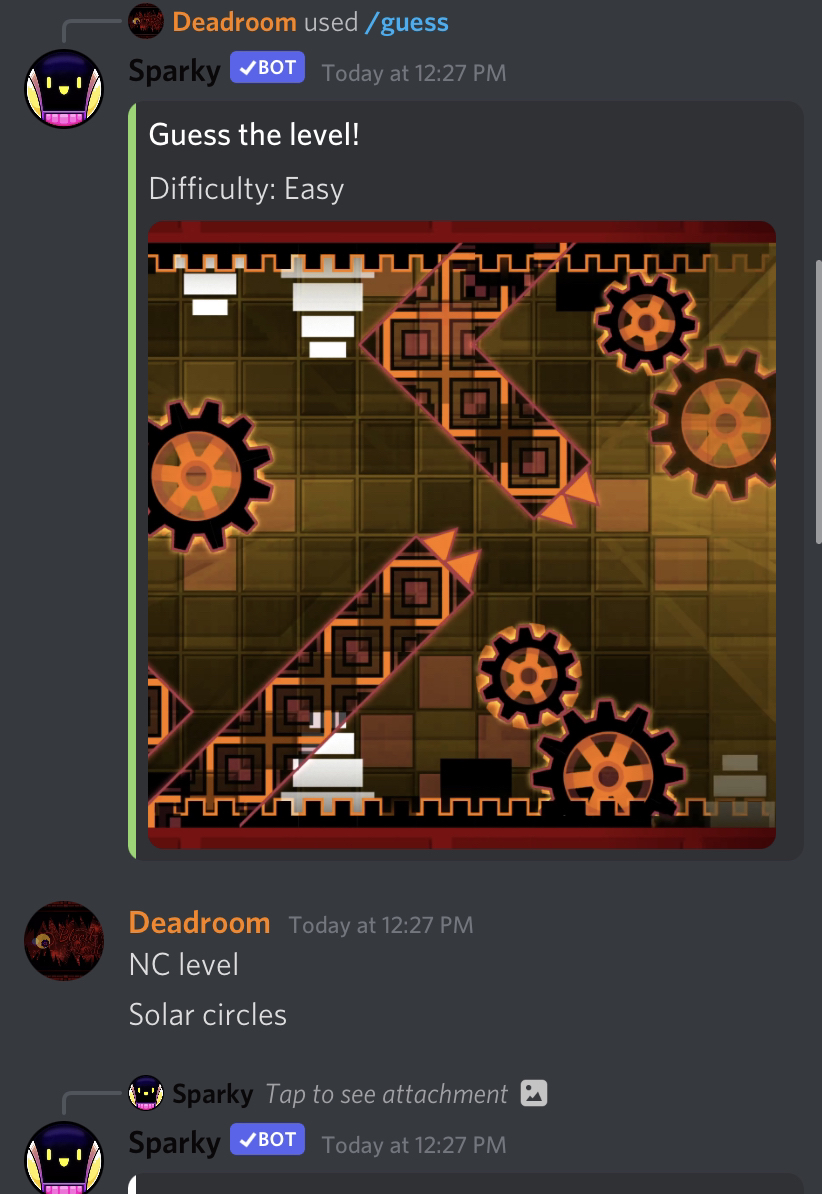 Deadroom used /guess
Sparky ✓BOT Today at 12:27 PM
Guess the level!
Difficulty: Easy
Deadroom Today at 12:27 PM
NC level
Solar circles
Sparky Tap to see attachment
Sparky ✓BOT Today at 12:27 PM